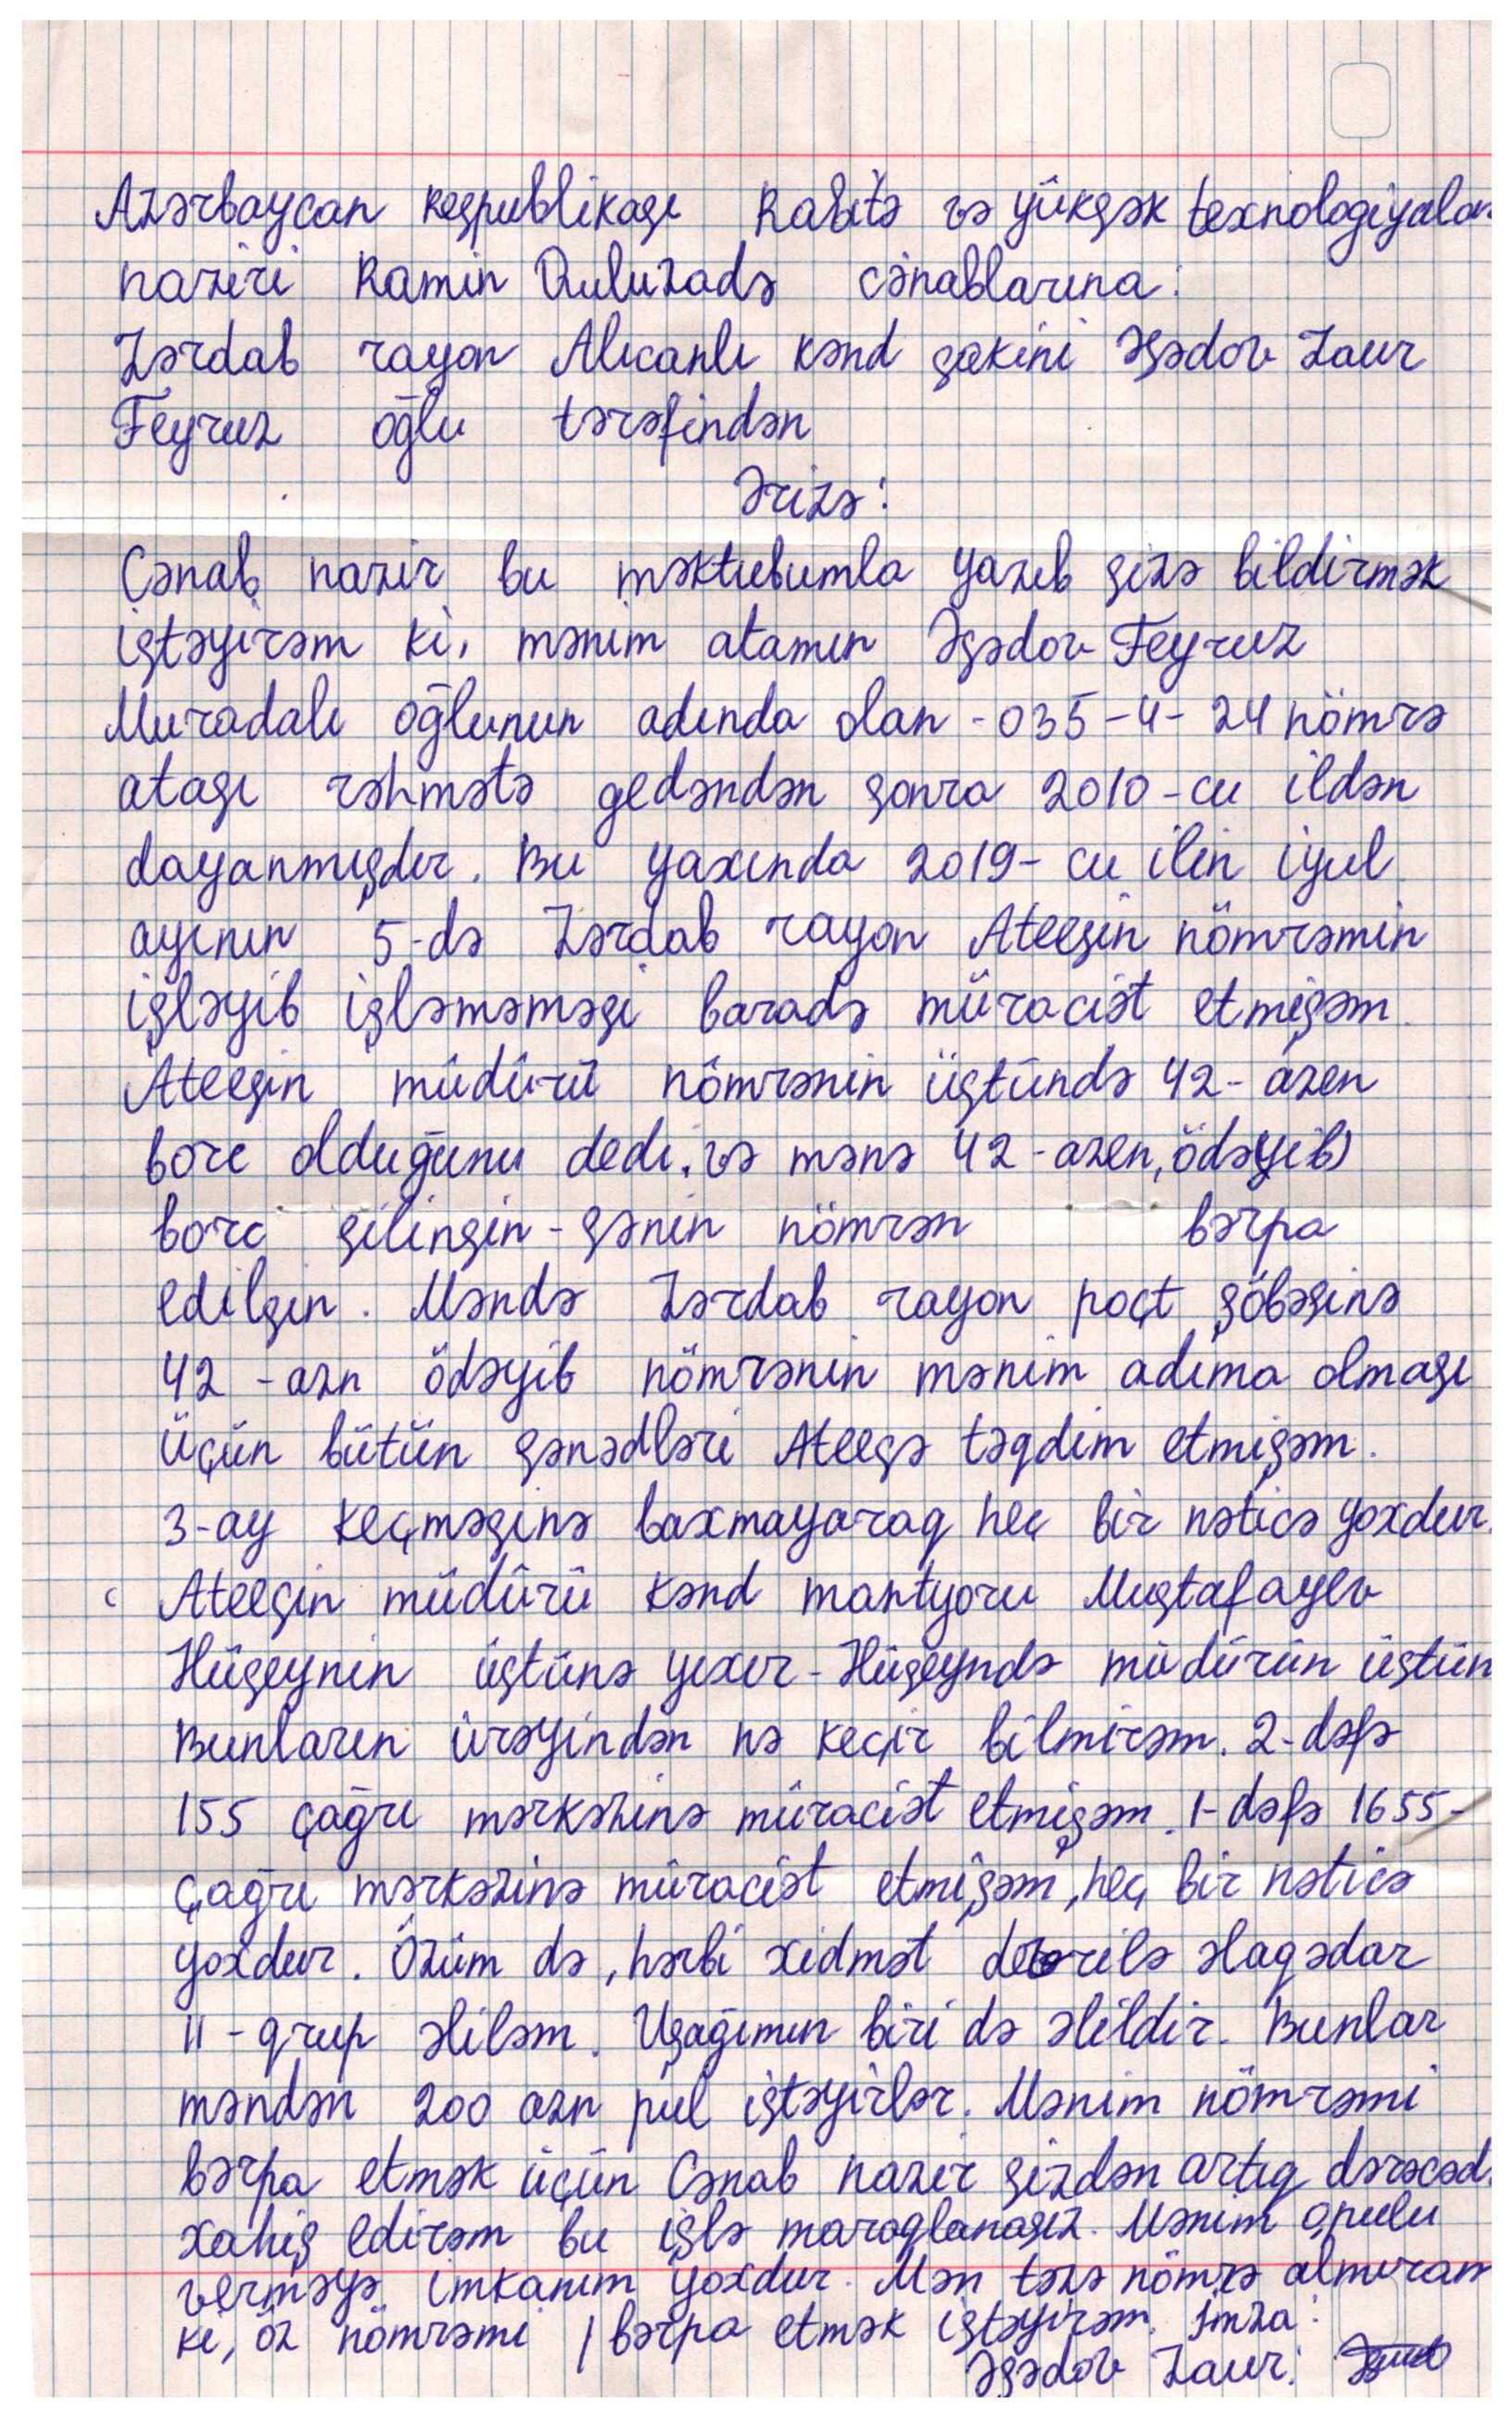 Azərbaycan Respublikası Rabitə və yüksək texnologiyalar
naziri Ramin Quluzadə cənablarına:
Zərdab rayon Alıcanlı kənd sakini Əsədov Zaur
Feyruz oğlu tərəfindən
Ərizə:
Cənab nazir bu məktubumla yazıb sizə bildirmək
istəyirəm ki, mənim atamın Əsədov Feyruz
Muradalı oğlunun adında olan - 035-4-24 nömrə
atası rəhmətə gedəndən sonra 2010-cu ildən
dayanmışdır. Bu yaxında 2019-cu ilin iyul
ayının 5-də Zərdab rayon Ateesin nömrəmin
işləyib işləməməsi barədə müraciət etmişəm
Ateesin müdürü nömrənin üstündə 42-azen
borc olduğunu dedi. və mənə 42-azen, ödəyib
borc silinsin - sənin nömrən bərpa
edilsin. Məndə Zərdab rayon poçt şöbəsinə
42-azn ödəyib nömrənin mənim adıma olması
Üçün bütün sənədləri Ateesə təqdim etmişəm.
3-ay keçməsinə baxmayaraq heç bir nəticə yoxdur.
Ateesin müdürü kənd mantyoru Mustafayev
Hüseynin üstünə yıxır - Hüseyndə müdürün üstün
Bunların ürəyindən nə keçir bilmirəm. 2-dəfə
155 çağrı mərkəzinə müraciət etmişəm. 1-dəfə 1655-
çağrı mərkəzinə müraciət etmişəm, heç bir nəticə
yoxdur. Özüm də, hərbi xidmət əlaqədar
II-qrup əliləm. Uşağımın biri də əlildir. Bunlar
məndən 200 azn pul istəyirlər. Mənim nömrəmi
bərpa etmək üçün Cənab nazir sizdən artıq dərəcəd
xahiş edirəm bu işlə maraqlanasız. Mənim o pulu
verməyə imkanım yoxdur. Mən təzə nömrə almıram
ki, öz nömrəmi bərpa etmək istəyirəm. İmza:
Əsədov Zaur: